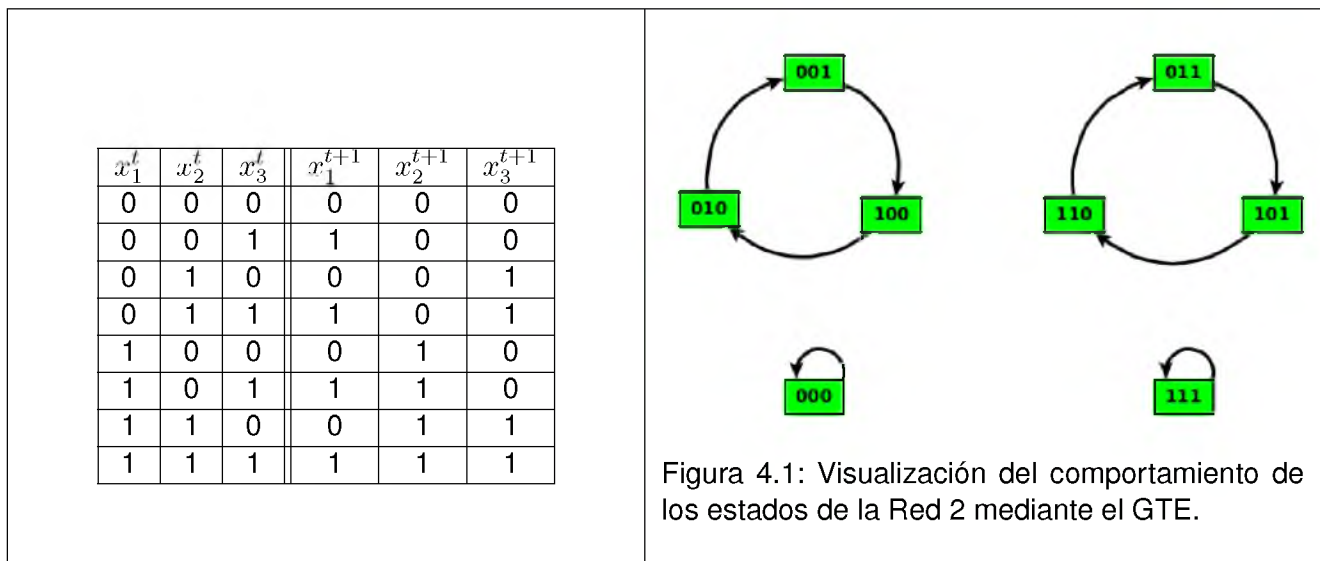 x_1^t x_2^t x_3^t x_1^{t+1} x_2^{t+1} x_3^{t+1}
0 0 0 0 0 0
0 0 1 1 0 0
0 1 0 0 0 1
0 1 1 1 0 1
1 0 0 0 1 0
1 0 1 1 1 0
1 1 0 0 1 1
1 1 1 1 1 1
001
010
100
000
011
110
101
111
Figura 4.1: Visualización del comportamiento de
los estados de la Red 2 mediante el GTE.